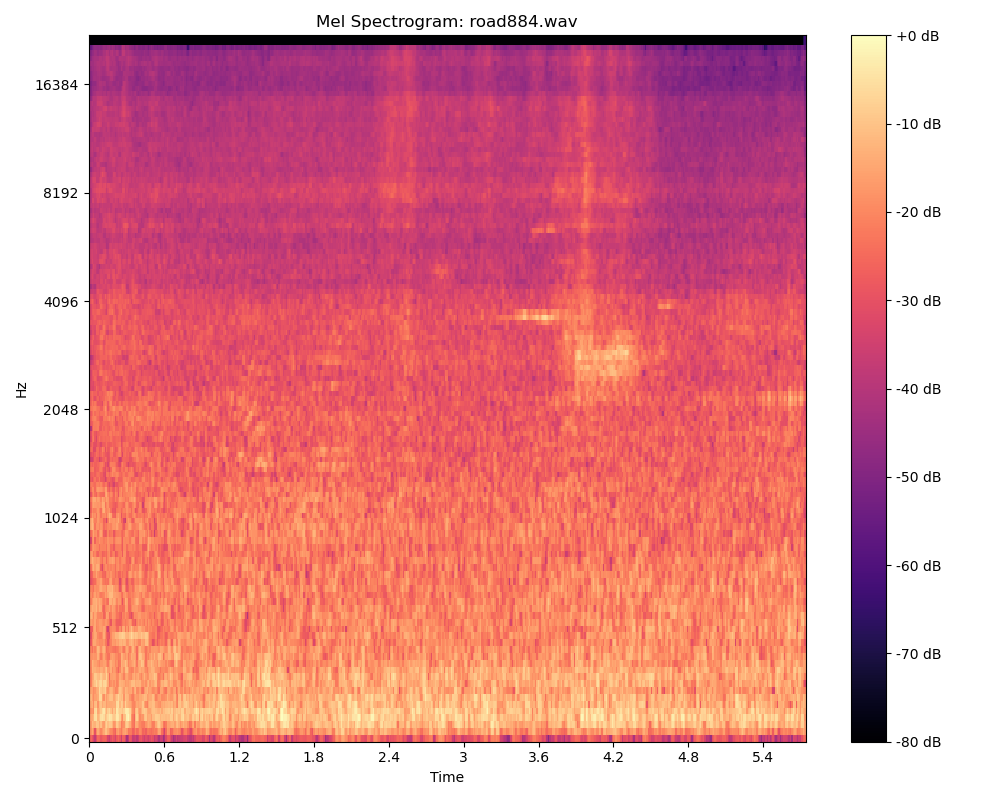 Mel Spectrogram: road884.wav
+0 dB
16384
-10 dB
8192
-20 dB
-30 dB
4096
Hz
-40 dB
2048
-50 dB
1024
-60 dB
512
-70 dB
0
-80 dB
0 0.6 1.2 1.8 2.4 3 3.6 4.2 4.8 5.4
Time